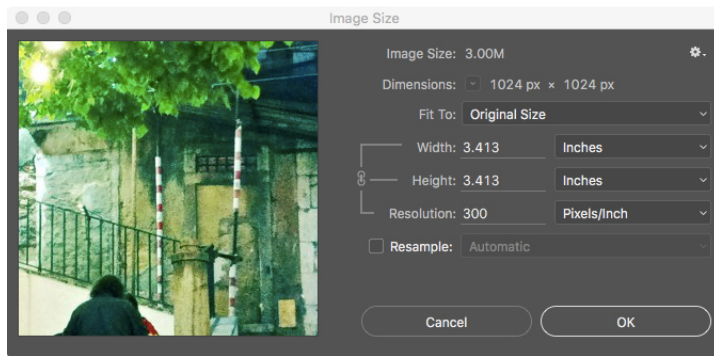 Image Size
Image Size: 3.00M
Dimensions: 1024 px × 1024 px
Fit To: Original Size
Width: 3.413 Inches
Height: 3.413 Inches
Resolution: 300 Pixels/Inch
Resample: Automatic
Cancel OK